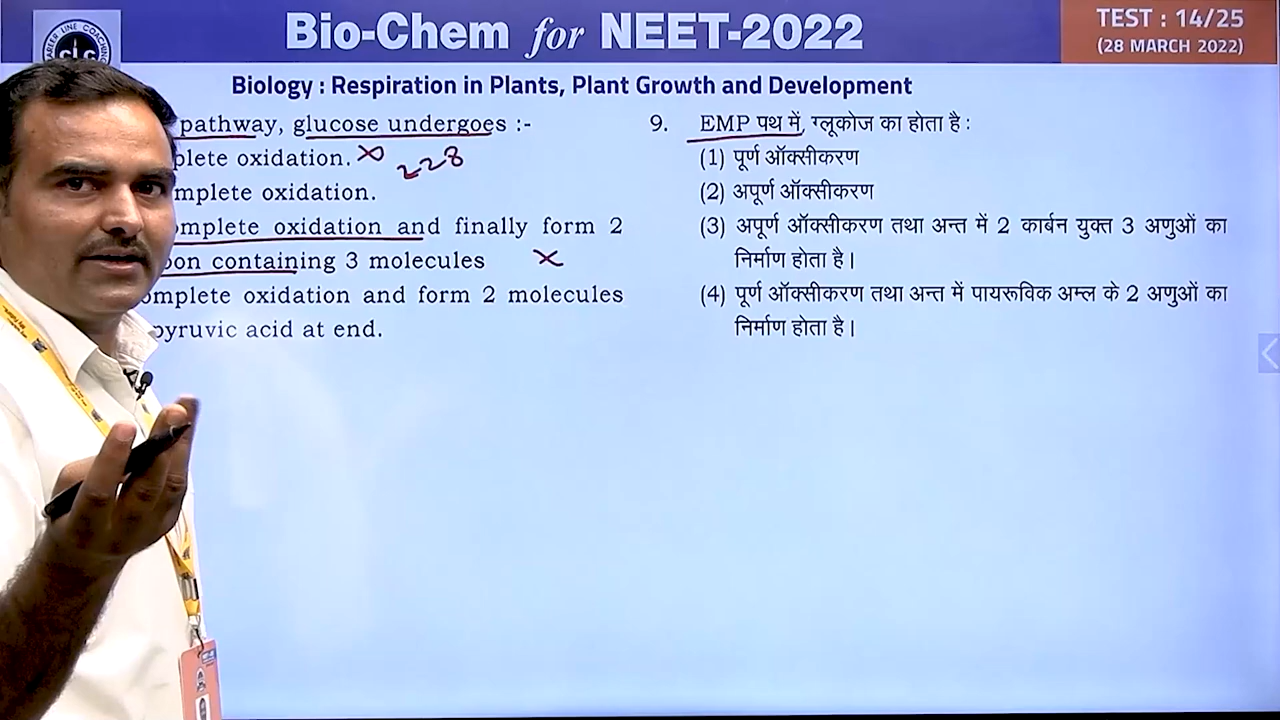 Bio-Chem for NEET-2022
TEST : 14/25
(28 MARCH 2022)
Biology : Respiration in Plants, Plant Growth and Development
pathway, glucose undergoes :-
plete oxidation.
228
mplete oxidation.
omplete oxidation and finally form 2
bon containing 3 molecules
omplete oxidation and form 2 molecules
pyruvic acid at end.
9. EMP पथ में, ग्लूकोज का होता है :
(1) पूर्ण ऑक्सीकरण
(2) अपूर्ण ऑक्सीकरण
(3) अपूर्ण ऑक्सीकरण तथा अन्त में 2 कार्बन युक्त 3 अणुओं का
निर्माण होता है।
(4) पूर्ण ऑक्सीकरण तथा अन्त में पायरूविक अम्ल के 2 अणुओं का
निर्माण होता है।